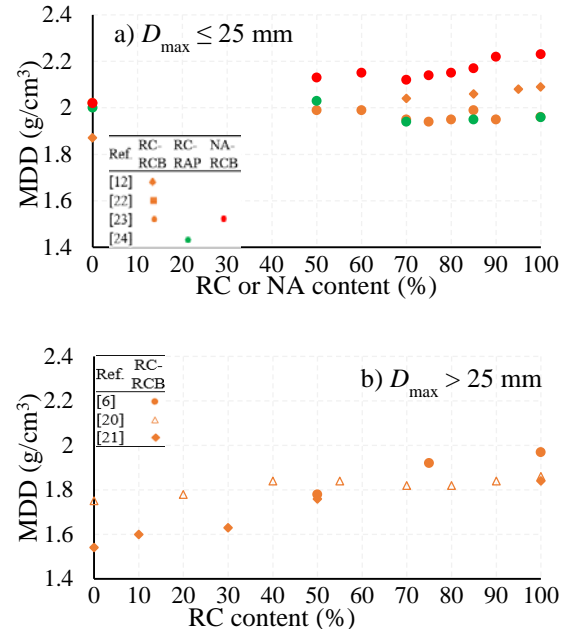 a) Dmax ≤ 25 mm
MDD (g/cm³)
2.4
2.2
2
1.8
1.6
1.4
Ref. RC-RCB RC-RAP NA-RCB
[12]
[22]
[23]
[24]
0 10 20 30 40 50 60 70 80 90 100
RC or NA content (%)
b) Dmax > 25 mm
MDD (g/cm³)
2.4
2.2
2
1.8
1.6
1.4
Ref. RC-RCB
[6]
[20]
[21]
0 10 20 30 40 50 60 70 80 90 100
RC content (%)